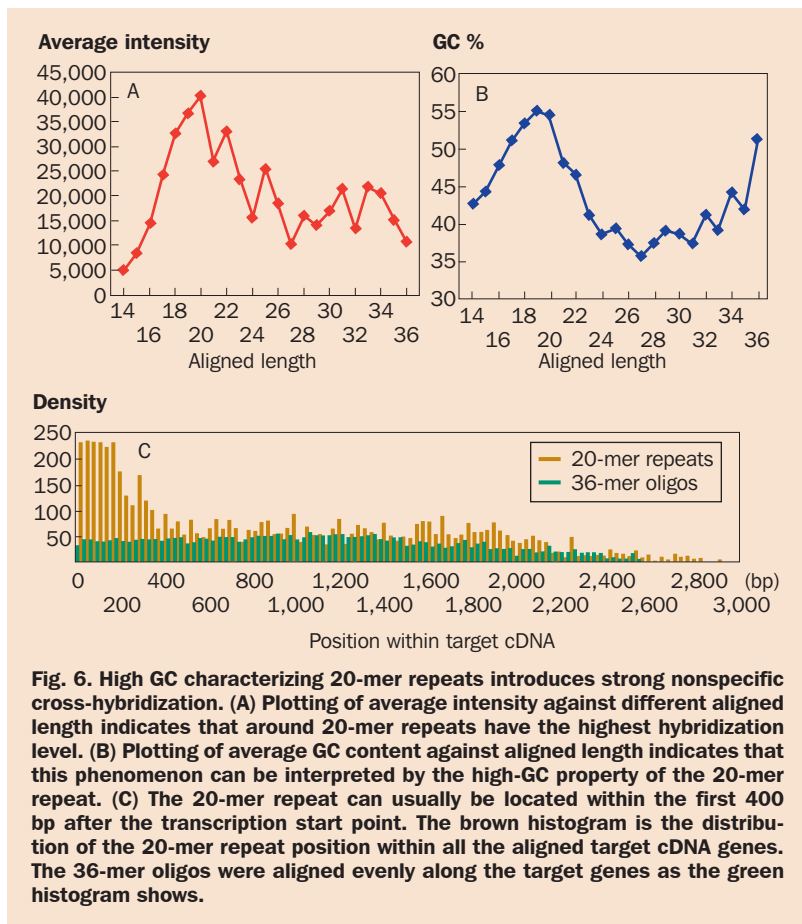 Average intensity
45,000
40,000
35,000
30,000
25,000
20,000
15,000
10,000
5,000
0
A
14 18 22 26 30 34
16 20 24 28 32 36
Aligned length
GC %
60
55
50
45
40
35
30
B
14 18 22 26 30 34
16 20 24 28 32 36
Aligned length
Density
250
200
150
100
50
C
20-mer repeats
36-mer oligos
0 400 800 1,200 1,600 2,000 2,400 2,800 (bp)
200 600 1,000 1,400 1,800 2,200 2,600 3,000
Position within target cDNA
Fig. 6. High GC characterizing 20-mer repeats introduces strong nonspecific
cross-hybridization. (A) Plotting of average intensity against different aligned
length indicates that around 20-mer repeats have the highest hybridization
level. (B) Plotting of average GC content against aligned length indicates that
this phenomenon can be interpreted by the high-GC property of the 20-mer
repeat. (C) The 20-mer repeat can usually be located within the first 400
bp after the transcription start point. The brown histogram is the distribu-
tion of the 20-mer repeat position within all the aligned target cDNA genes.
The 36-mer oligos were aligned evenly along the target genes as the green
histogram shows.